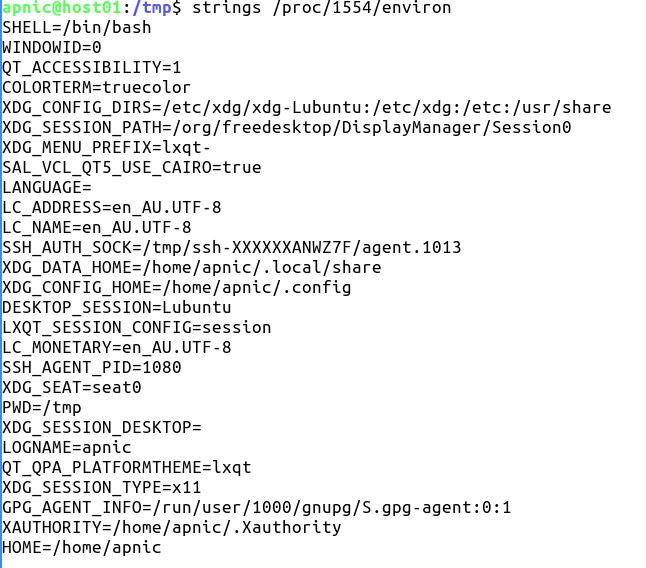 apnic@host01:/tmp$ strings /proc/1554/environ
SHELL=/bin/bash
WINDOWID=0
QT_ACCESSIBILITY=1
COLORTERM=truecolor
XDG_CONFIG_DIRS=/etc/xdg/xdg-Lubuntu:/etc/xdg:/etc:/usr/share
XDG_SESSION_PATH=/org/freedesktop/DisplayManager/Session0
XDG_MENU_PREFIX=lxqt-
SAL_VCL_QT5_USE_CAIRO=true
LANGUAGE=
LC_ADDRESS=en_AU.UTF-8
LC_NAME=en_AU.UTF-8
SSH_AUTH_SOCK=/tmp/ssh-XXXXXXANWZ7F/agent.1013
XDG_DATA_HOME=/home/apnic/.local/share
XDG_CONFIG_HOME=/home/apnic/.config
DESKTOP_SESSION=Lubuntu
LXQT_SESSION_CONFIG=session
LC_MONETARY=en_AU.UTF-8
SSH_AGENT_PID=1080
XDG_SEAT=seat0
PWD=/tmp
XDG_SESSION_DESKTOP=
LOGNAME=apnic
QT_QPA_PLATFORMTHEME=lxqt
XDG_SESSION_TYPE=x11
GPG_AGENT_INFO=/run/user/1000/gnupg/S.gpg-agent:0:1
XAUTHORITY=/home/apnic/.Xauthority
HOME=/home/apnic